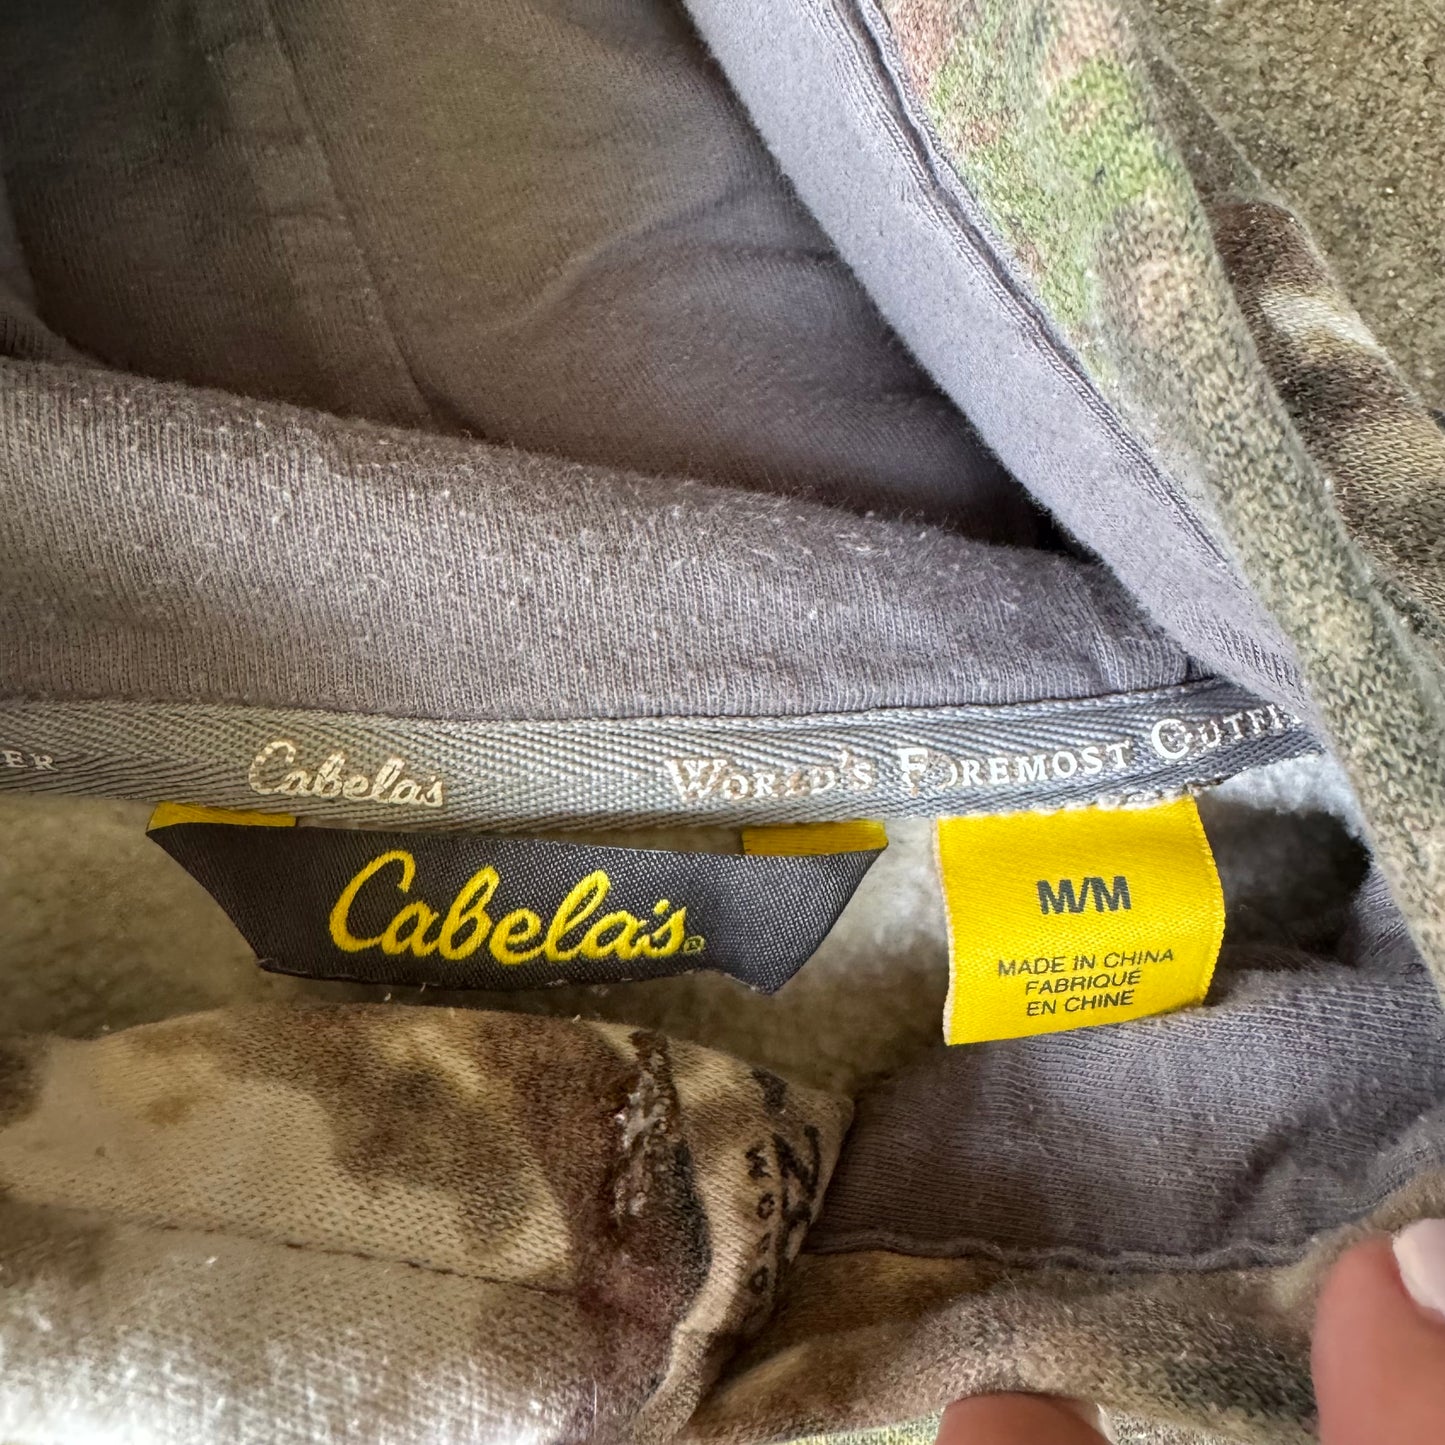 Cabela's World's Foremost Outfi
Cabela's®
M/M
MADE IN CHINA
FABRIQUÉ
EN CHINE